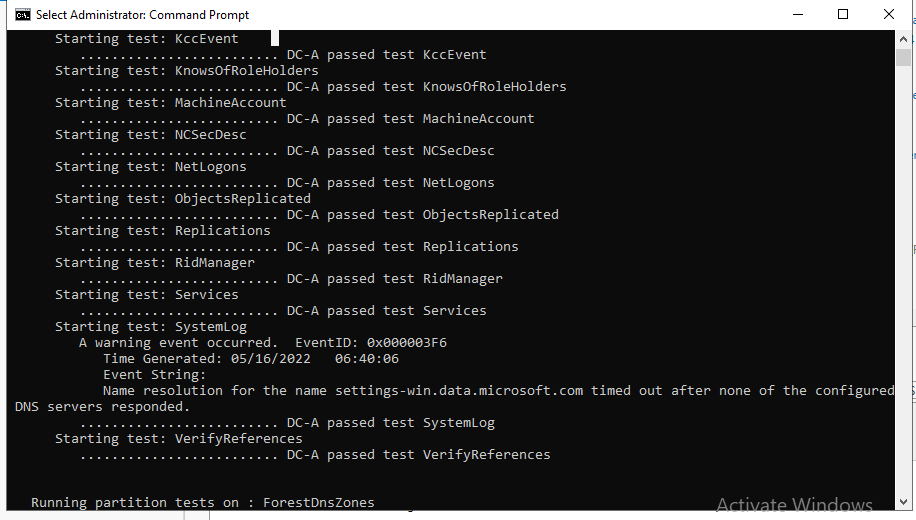 Select Administrator: Command Prompt
Starting test: KccEvent
......................... DC-A passed test KccEvent
Starting test: KnowsOfRoleHolders
......................... DC-A passed test KnowsOfRoleHolders
Starting test: MachineAccount
......................... DC-A passed test MachineAccount
Starting test: NCSecDesc
......................... DC-A passed test NCSecDesc
Starting test: NetLogons
......................... DC-A passed test NetLogons
Starting test: ObjectsReplicated
......................... DC-A passed test ObjectsReplicated
Starting test: Replications
......................... DC-A passed test Replications
Starting test: RidManager
......................... DC-A passed test RidManager
Starting test: Services
......................... DC-A passed test Services
Starting test: SystemLog
A warning event occurred.  EventID: 0x000003F6
Time Generated: 05/16/2022   06:40:06
Event String:
Name resolution for the name settings-win.data.microsoft.com timed out after none of the configured
DNS servers responded.
......................... DC-A passed test SystemLog
Starting test: VerifyReferences
......................... DC-A passed test VerifyReferences
Running partition tests on : ForestDnsZones
Activate Windows